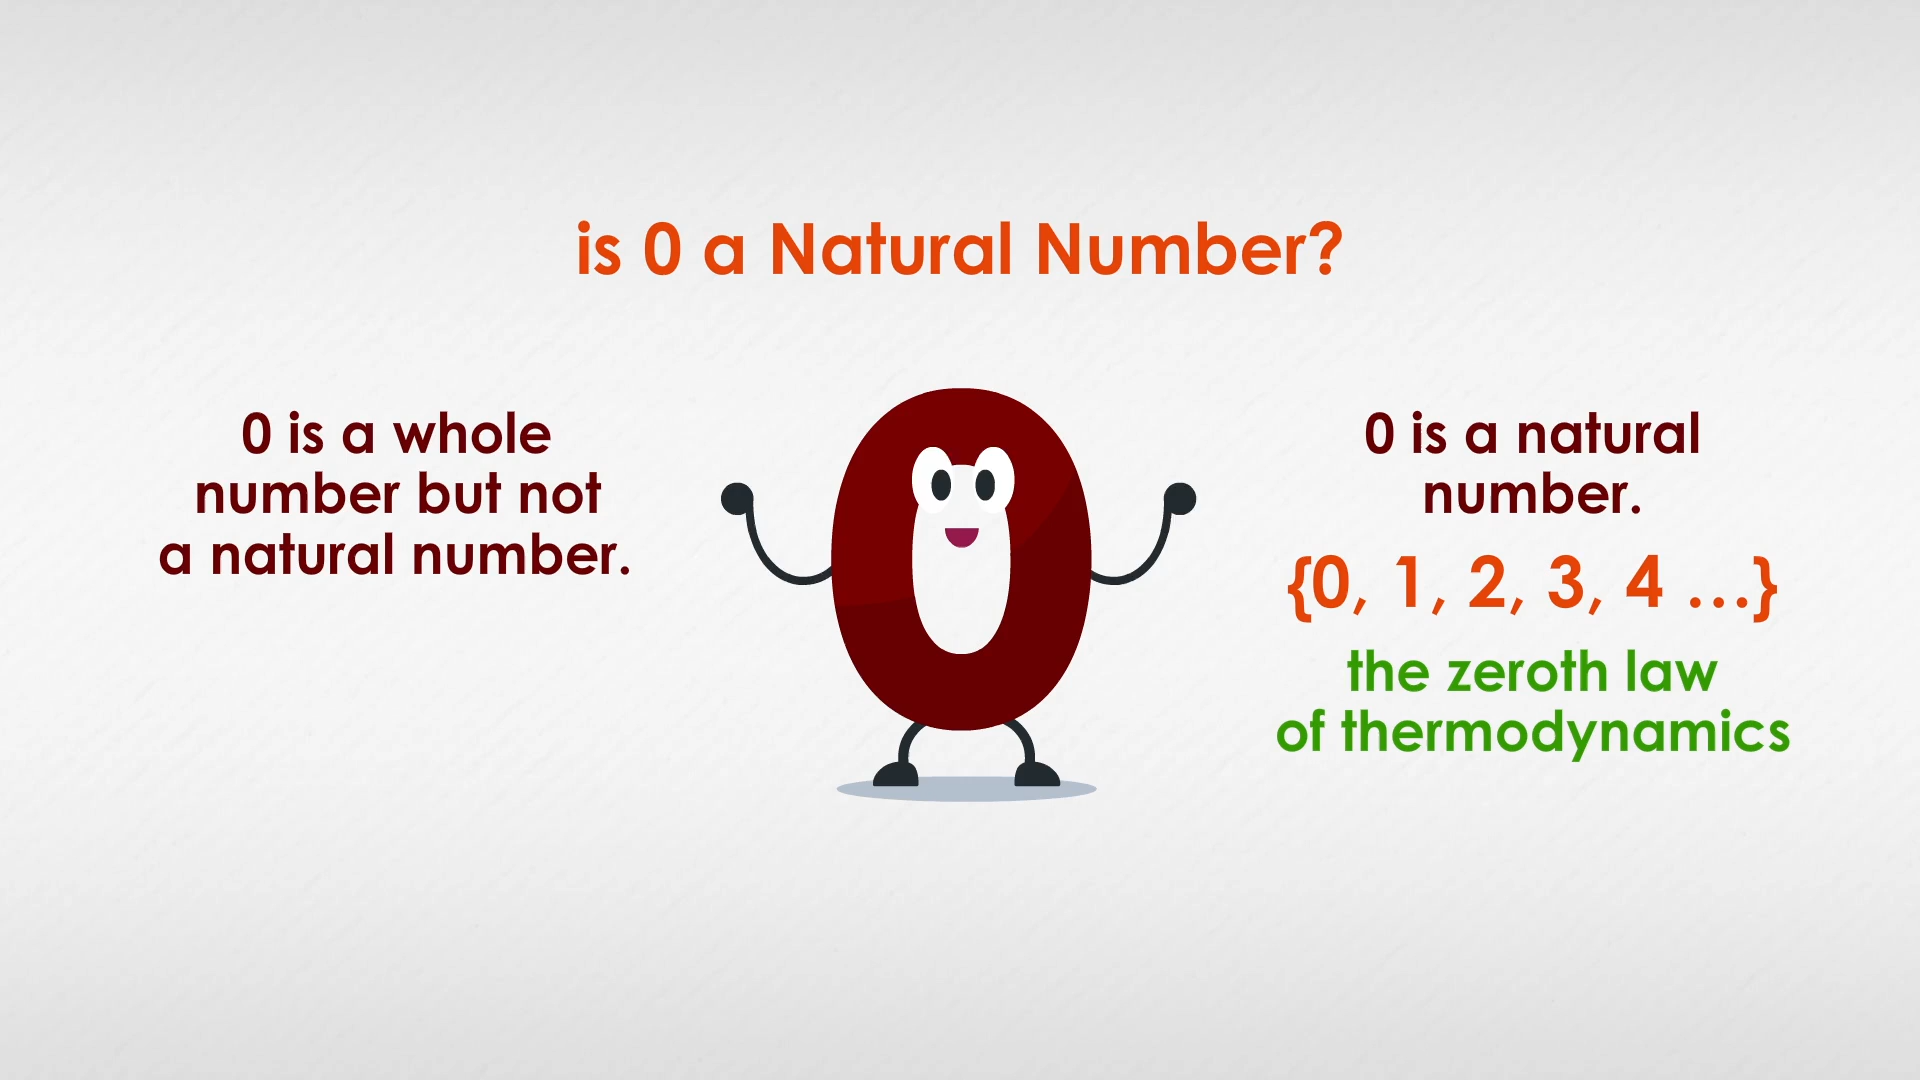 is 0 a Natural Number?
0 is a whole
number but not
a natural number.
0 is a natural
number.
{0, 1, 2, 3, 4 ...}
the zeroth law
of thermodynamics